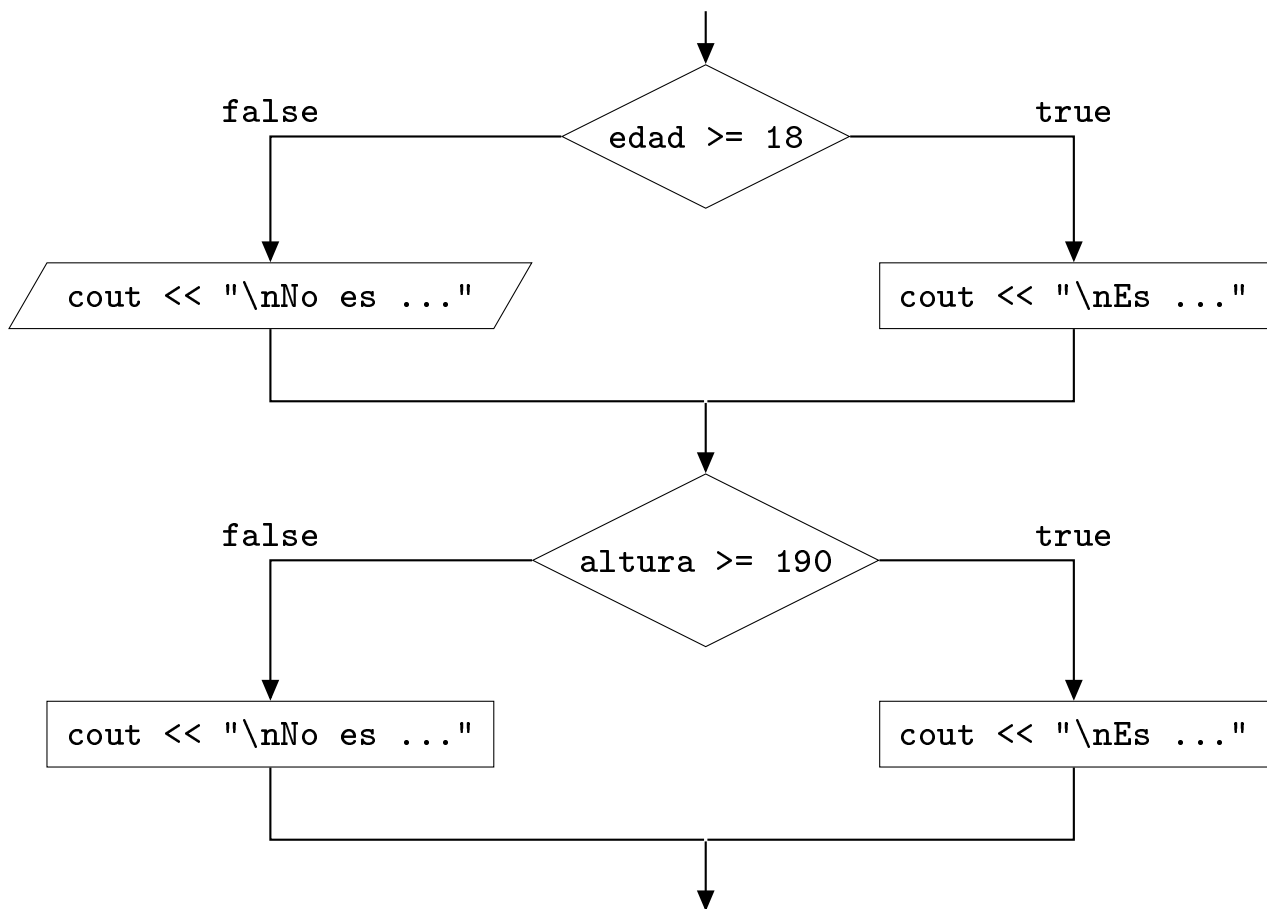 false
true
edad >= 18
cout << "\nNo es ..."
cout << "\nEs ..."
false
true
altura >= 190
cout << "\nNo es ..."
cout << "\nEs ..."